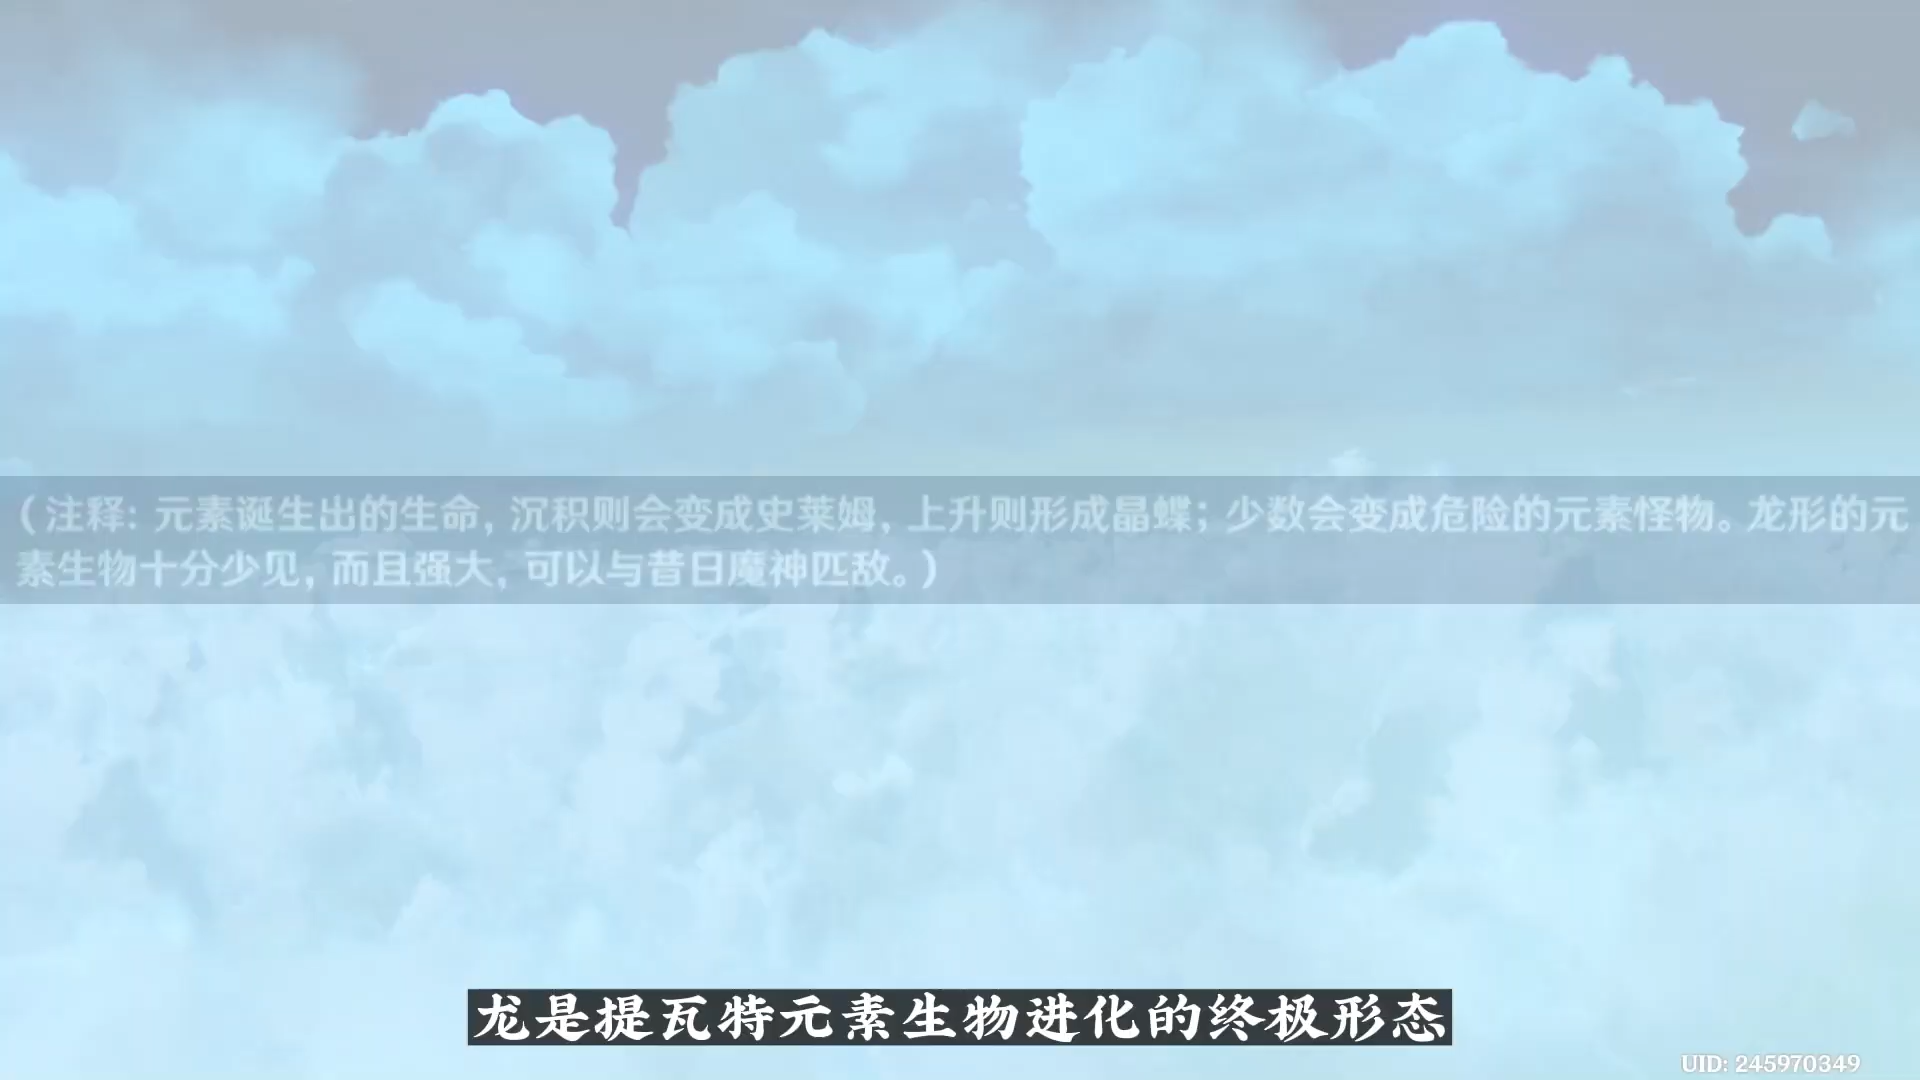 （注释：元素诞生出的生命，沉积则会变成史莱姆，上升则形成晶蝶；少数会变成危险的元素怪物。龙形的元
素生物十分少见，而且强大，可以与昔日魔神匹敌。）
龙是提瓦特元素生物进化的终极形态
UID: 245970349